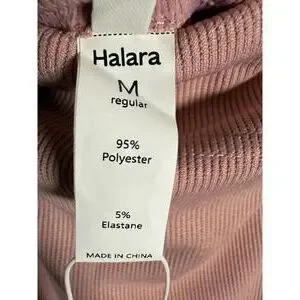 Halara
M
regular
95%
Polyester
5%
Elastane
MADE IN CHINA